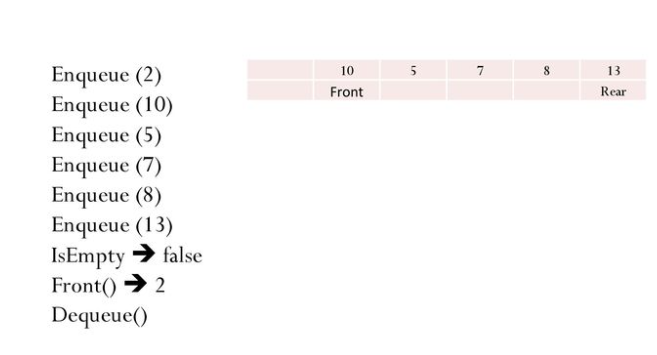 Enqueue (2)
Enqueue (10)
Enqueue (5)
Enqueue (7)
Enqueue (8)
Enqueue (13)
IsEmpty ➔ false
Front() ➔ 2
Dequeue()
10 5 7 8 13
Front Rear